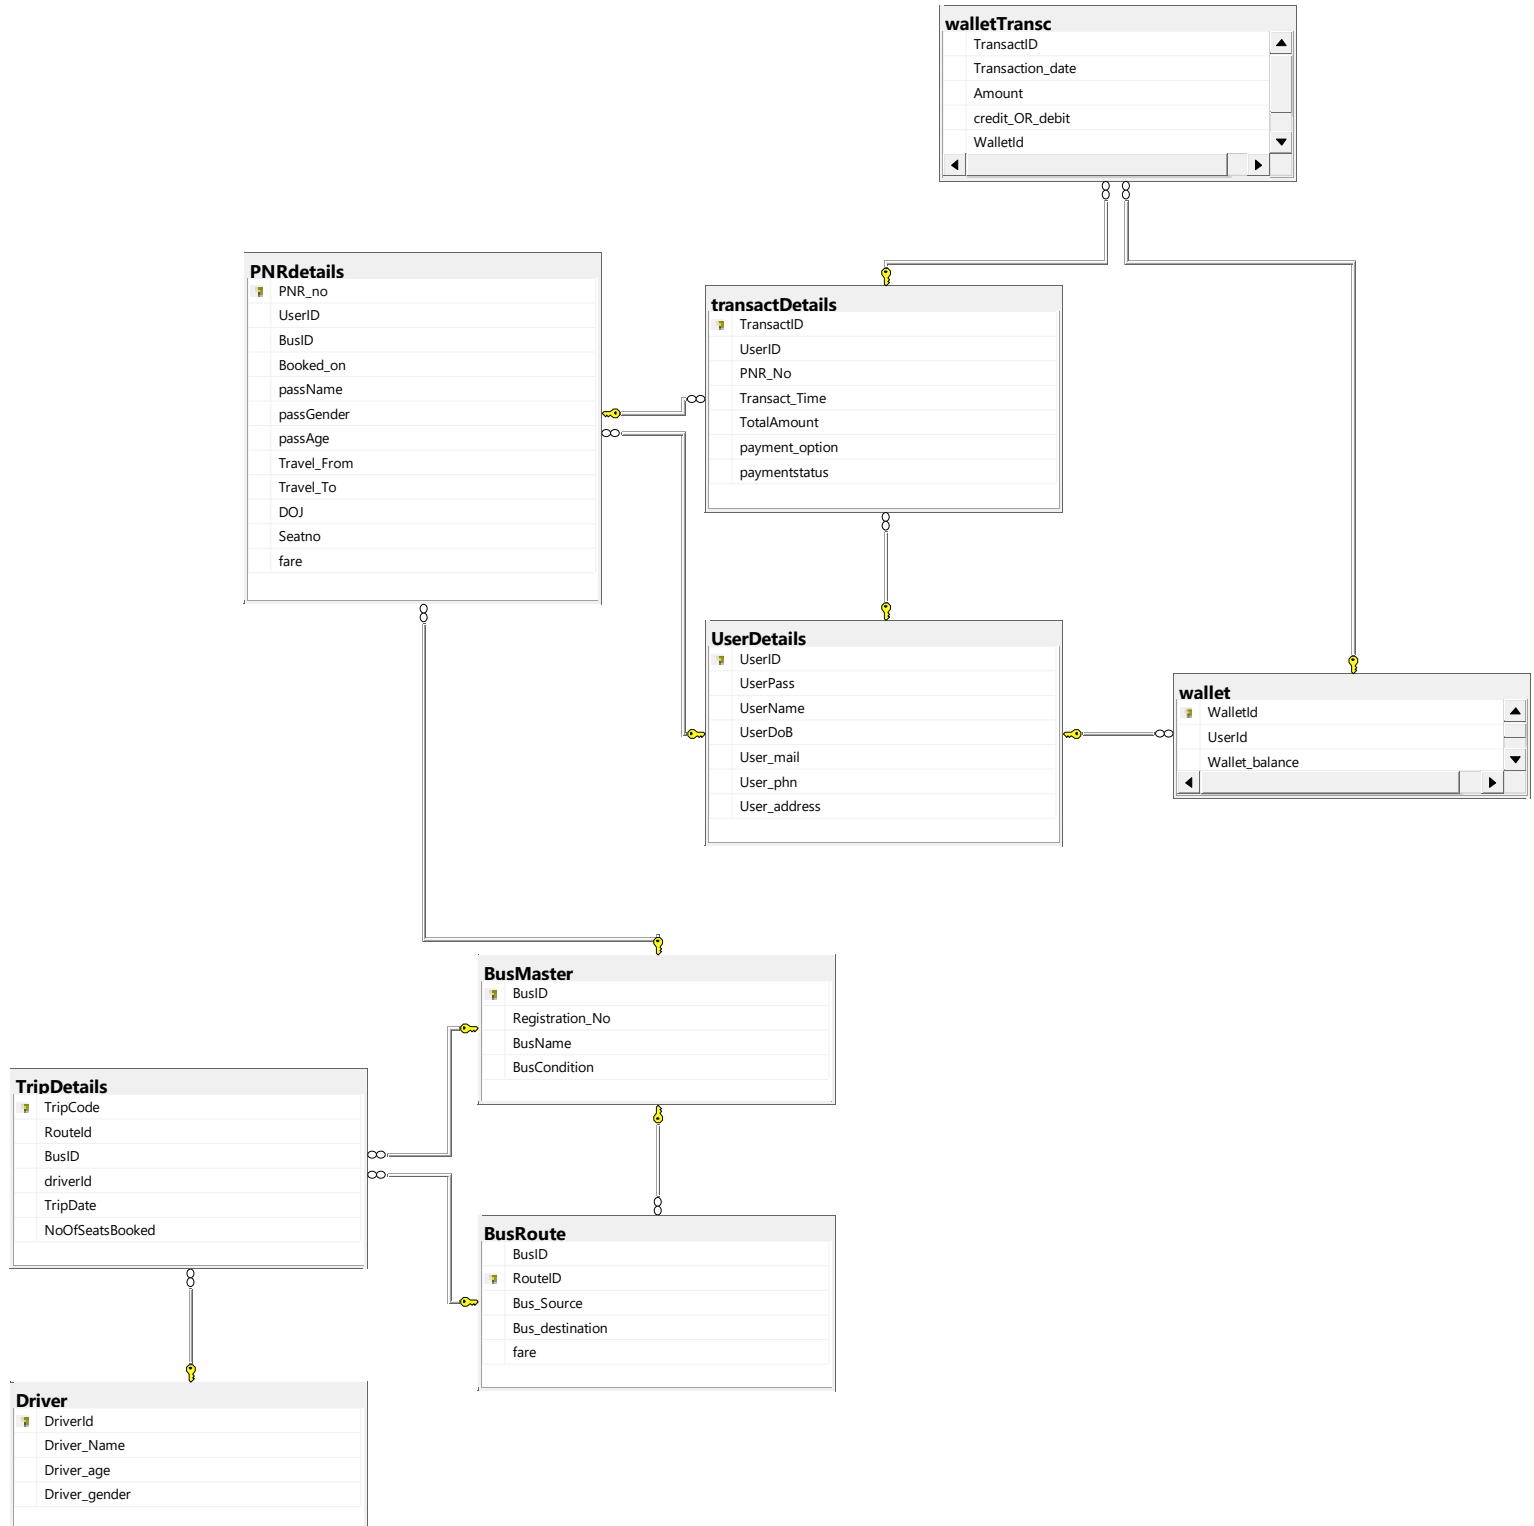 walletTransc
TransactID
Transaction_date
Amount
credit_OR_debit
WalletId
PNRdetails
PNR_no
UserID
BusID
Booked_on
passName
passGender
passAge
Travel_From
Travel_To
DOJ
Seatno
fare
transactDetails
TransactID
UserID
PNR_No
Transact_Time
TotalAmount
payment_option
paymentstatus
UserDetails
UserID
UserPass
UserName
UserDoB
User_mail
User_phn
User_address
wallet
WalletId
UserId
Wallet_balance
BusMaster
BusID
Registration_No
BusName
BusCondition
TripDetails
TripCode
RouteId
BusID
driverId
TripDate
NoOfSeatsBooked
BusRoute
BusID
RouteID
Bus_Source
Bus_destination
fare
Driver
DriverId
Driver_Name
Driver_age
Driver_gender